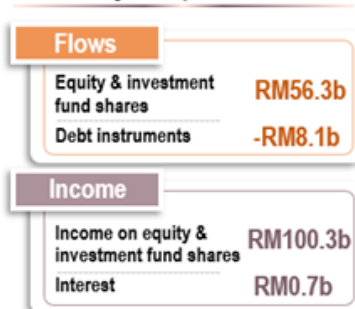 Flows
Equity & investment
fund shares
RM56.3b
Debt instruments
-RM8.1b
Income
Income on equity &
investment fund shares
RM100.3b
Interest
RM0.7b